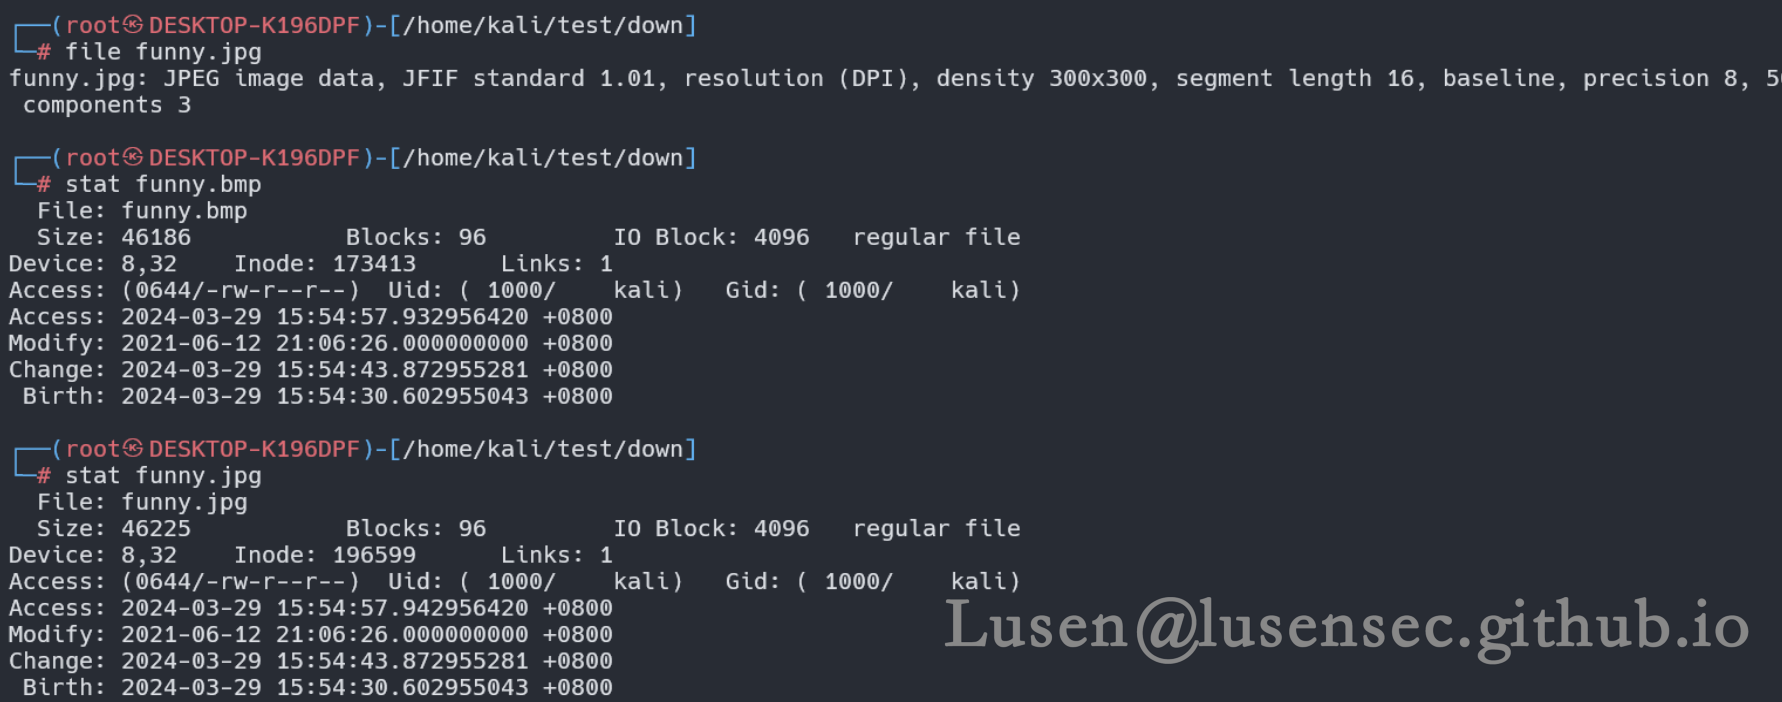 ┌──(root㉿DESKTOP-K196DPF)-[/home/kali/test/down]
└─# file funny.jpg
funny.jpg: JPEG image data, JFIF standard 1.01, resolution (DPI), density 300x300, segment length 16, baseline, precision 8,
 components 3
┌──(root㉿DESKTOP-K196DPF)-[/home/kali/test/down]
└─# stat funny.bmp
  File: funny.bmp
  Size: 46186           Blocks: 96         IO Block: 4096   regular file
Device: 8,32    Inode: 173413      Links: 1
Access: (0644/-rw-r--r--)  Uid: ( 1000/    kali)   Gid: ( 1000/    kali)
Access: 2024-03-29 15:54:57.932956420 +0800
Modify: 2021-06-12 21:06:26.000000000 +0800
Change: 2024-03-29 15:54:43.872955281 +0800
 Birth: 2024-03-29 15:54:30.602955043 +0800
┌──(root㉿DESKTOP-K196DPF)-[/home/kali/test/down]
└─# stat funny.jpg
  File: funny.jpg
  Size: 46225           Blocks: 96         IO Block: 4096   regular file
Device: 8,32    Inode: 196599      Links: 1
Access: (0644/-rw-r--r--)  Uid: ( 1000/    kali)   Gid: ( 1000/    kali)
Access: 2024-03-29 15:54:57.942956420 +0800
Modify: 2021-06-12 21:06:26.000000000 +0800
Change: 2024-03-29 15:54:43.872955281 +0800
 Birth: 2024-03-29 15:54:30.602955043 +0800
Lusen@lusensec.github.io